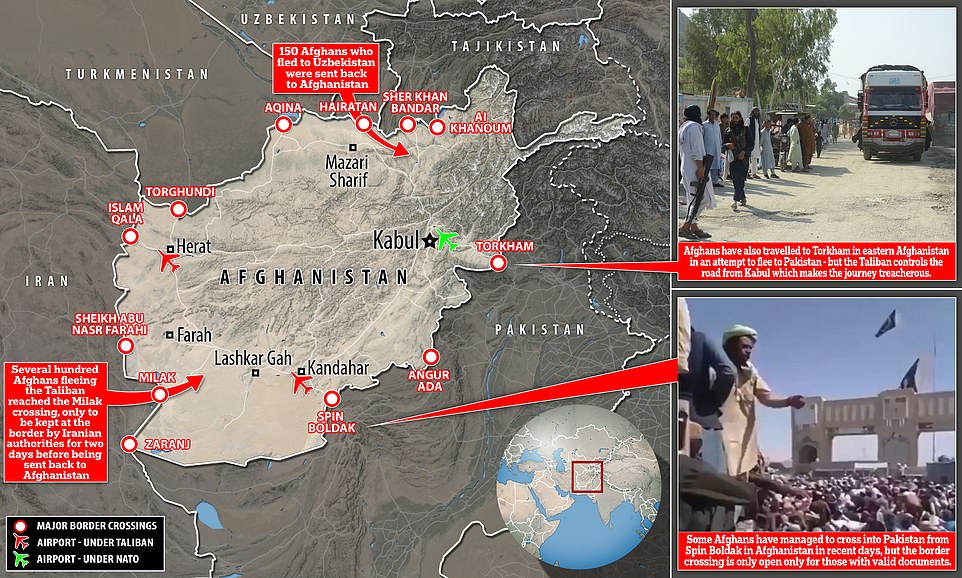 UZBEKISTAN
TAJIKISTAN
TURKMENISTAN
150 Afghans who
fled to Uzbekistan
were sent back
to Afghanistan
AQINA
HAIRATAN
SHER KHAN
BANDAR
AI
KHANOUM
Mazari
Sharif
TORGHUNDI
ISLAM
QALA
Herat
Kabul
TORKHAM
IRAN
AFGHANISTAN
SHEIKH ABU
NASR FARAHI
Farah
PAKISTAN
Lashkar Gah
Kandahar
MILAK
ANGUR
ADA
SPIN
BOLDAK
ZARANJ
Several hundred
Afghans fleeing
the Taliban
reached the Milak
crossing, only to
be kept at the
border by Iranian
authorities for two
days before being
sent back to
Afghanistan
MAJOR BORDER CROSSINGS
AIRPORT - UNDER TALIBAN
AIRPORT - UNDER NATO
Afghans have also travelled to Torkham in eastern Afghanistan
in an attempt to flee to Pakistan - but the Taliban controls the
road from Kabul which makes the journey treacherous.
Some Afghans have managed to cross into Pakistan from
Spin Boldak in Afghanistan in recent days, but the border
crossing is only open only for those with valid documents.